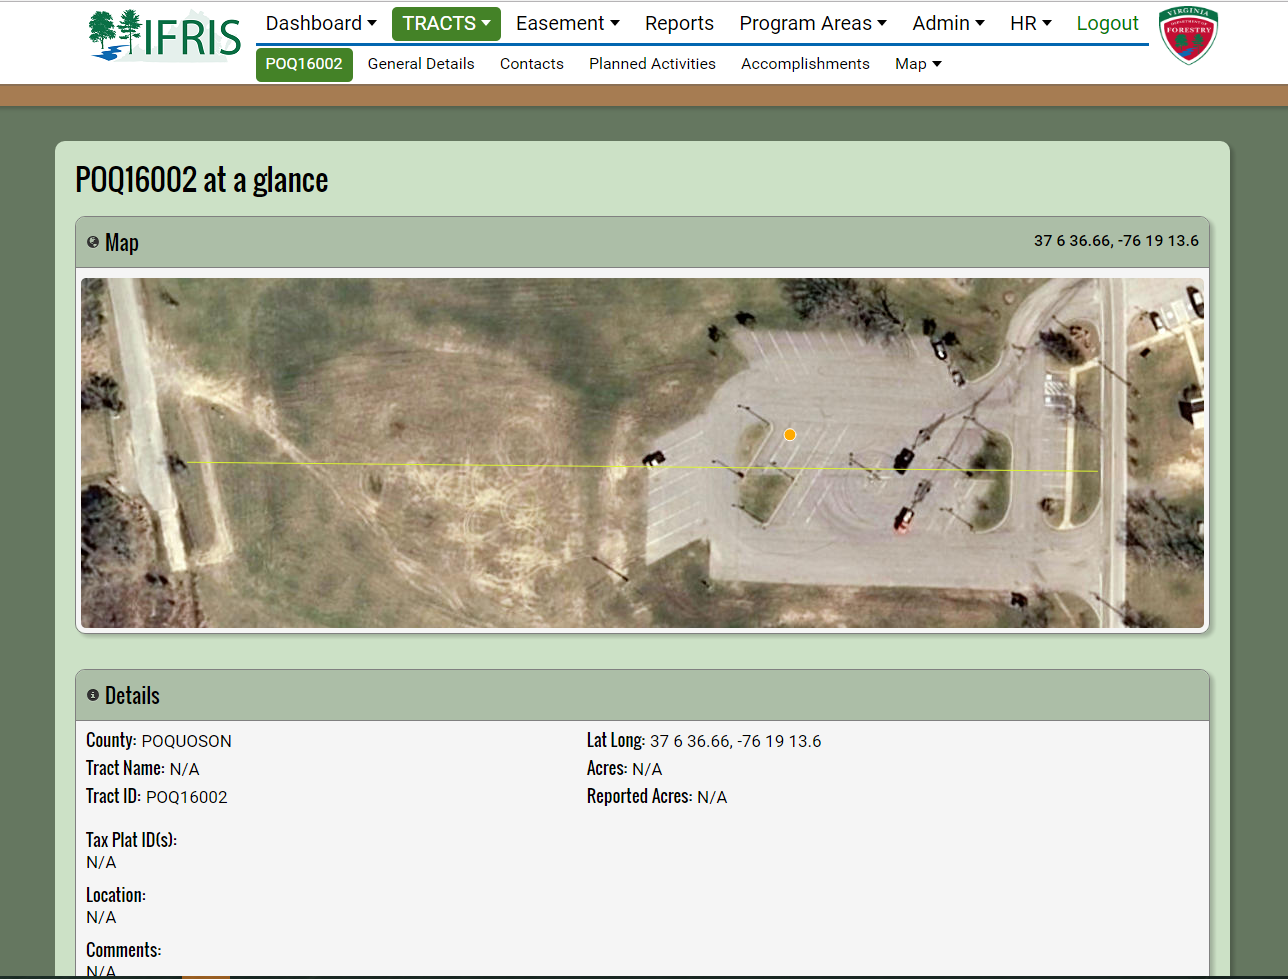 IFRIS
Dashboard TRACTS Easement Reports Program Areas Admin HR Logout
VIRGINIA
DEPARTMENT OF
FORESTRY
POQ16002 General Details Contacts Planned Activities Accomplishments Map
POQ16002 at a glance
Map 37 6 36.66, -76 19 13.6
Details
County: POQUOSON Lat Long: 37 6 36.66, -76 19 13.6
Tract Name: N/A Acres: N/A
Tract ID: POQ16002 Reported Acres: N/A
Tax Plat ID(s):
N/A
Location:
N/A
Comments:
N/A